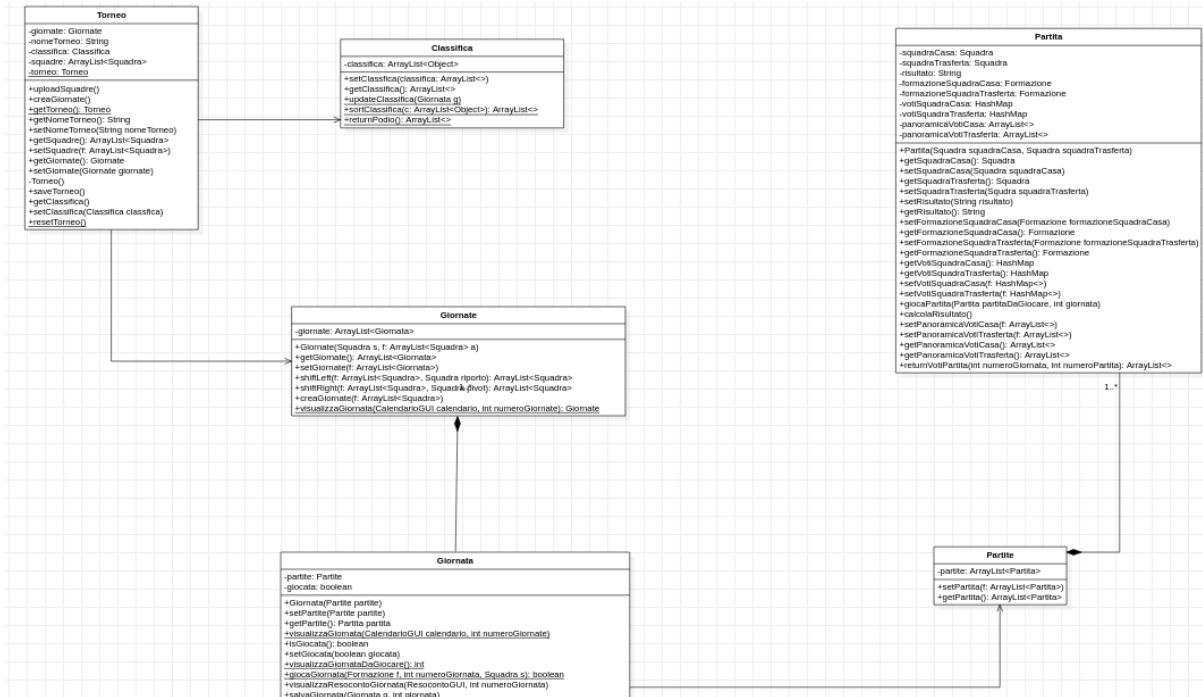 Torneo
-giornate: Giornate
-nomeTorneo: String
-classifica: Classifica
-squadre: ArrayList<Squadra>
-torneo: Torneo
+uploadSquadre()
+creaGiornate()
+getTorneo(): Torneo
+getNomeTorneo(): String
+setNomeTorneo(String nomeTorneo)
+getSquadre(): ArrayList<Squadra>
+setSquadre(f: ArrayList<Squadra>)
+getGiornate(): Giornate
+setGiornate(Giornate giornate)
-Torneo()
+saveTorneo()
+getClassifica()
+setClassifica(Classifica classfica)
+resetTorneo()
Classifica
-classifica: ArrayList<Object>
+setClassfica(classifica: ArrayList<>)
+getClassifica(): ArrayList<>
+updateClassifica(Giornata g)
+sortClassifica(c: ArrayList<Object>): ArrayList<>
+returnPodio(): ArrayList<>
Partita
-squadraCasa: Squadra
-squadraTrasferta: Squadra
-risultato: String
-formazioneSquadraCasa: Formazione
-formazioneSquadraTrasferta: Formazione
-votiSquadraCasa: HashMap
-votiSquadraTrasferta: HashMap
-panoramicaVotiCasa: ArrayList<>
-panoramicaVotiTrasferta: ArrayList<>
+Partita(Squadra squadraCasa, Squadra squadraTrasferta)
+getSquadraCasa(): Squadra
+setSquadraCasa(Squadra squadraCasa)
+getSquadraTrasferta(): Squadra
+setSquadraTrasferta(Squdra squadraTrasferta)
+setRisultato(String risultato)
+getRisultato(): String
+setFormazioneSquadraCasa(Formazione formazioneSquadraCasa)
+getFormazioneSquadraCasa(): Formazione
+setFormazioneSquadraTrasferta(Formazione formazioneSquadraTrasferta)
+getFormazioneSquadraTrasferta(): Formazione
+getVotiSquadraCasa(): HashMap
+getVotiSquadraTrasferta(): HashMap
+setVotiSquadraCasa(f: HashMap<>)
+setVotiSquadraTrasferta(f: HashMap<>)
+giocaPartita(Partita partitaDaGiocare, int giornata)
+calcolaRisultato()
+setPanoramicaVotiCasa(f: ArrayList<>)
+setPanoramicaVotiTrasferta(f: ArrayList<>)
+getPanoramicaVotiCasa(): ArrayList<>
+getPanoramicaVotiTrasferta(): ArrayList<>
+returnVotiPartita(int numeroGiornata, int numeroPartita): ArrayList<>
1..*
Giornate
-giornate: ArrayList<Giornata>
+Giornate(Squadra s, f: ArrayList<Squadra> a)
+getGiornate(): ArrayList<Giornata>
+setGiornate(f: ArrayList<Giornata>)
+shiftLeft(f: ArrayList<Squadra>, Squadra riporto): ArrayList<Squadra>
+shiftRight(f: ArrayList<Squadra>, Squadra pivot): ArrayList<Squadra>
+creaGiornate(f: ArrayList<Squadra>)
+visualizzaGiornata(CalendarioGUI calendario, int numeroGiornate): Giornate
Giornata
-partite: Partite
-giocata: boolean
+Giornata(Partite partite)
+setPartite(Partite partite)
+getPartite(): Partita partita
+visualizzaGiornata(CalendarioGUI calendario, int numeroGiornate)
+isGiocata(): boolean
+setGiocata(boolean giocata)
+visualizzaGiornataDaGiocare(): int
+giocaGiornata(Formazione f, int numeroGiornata, Squadra s): boolean
+visualizzaResocontoGiornata(ResocontoGUI, int numeroGiornata)
+salvaGiornata(Giornata g, int giornata)
Partite
-partite: ArrayList<Partita>
+setPartita(f: ArrayList<Partita>)
+getPartita(): ArrayList<Partita>